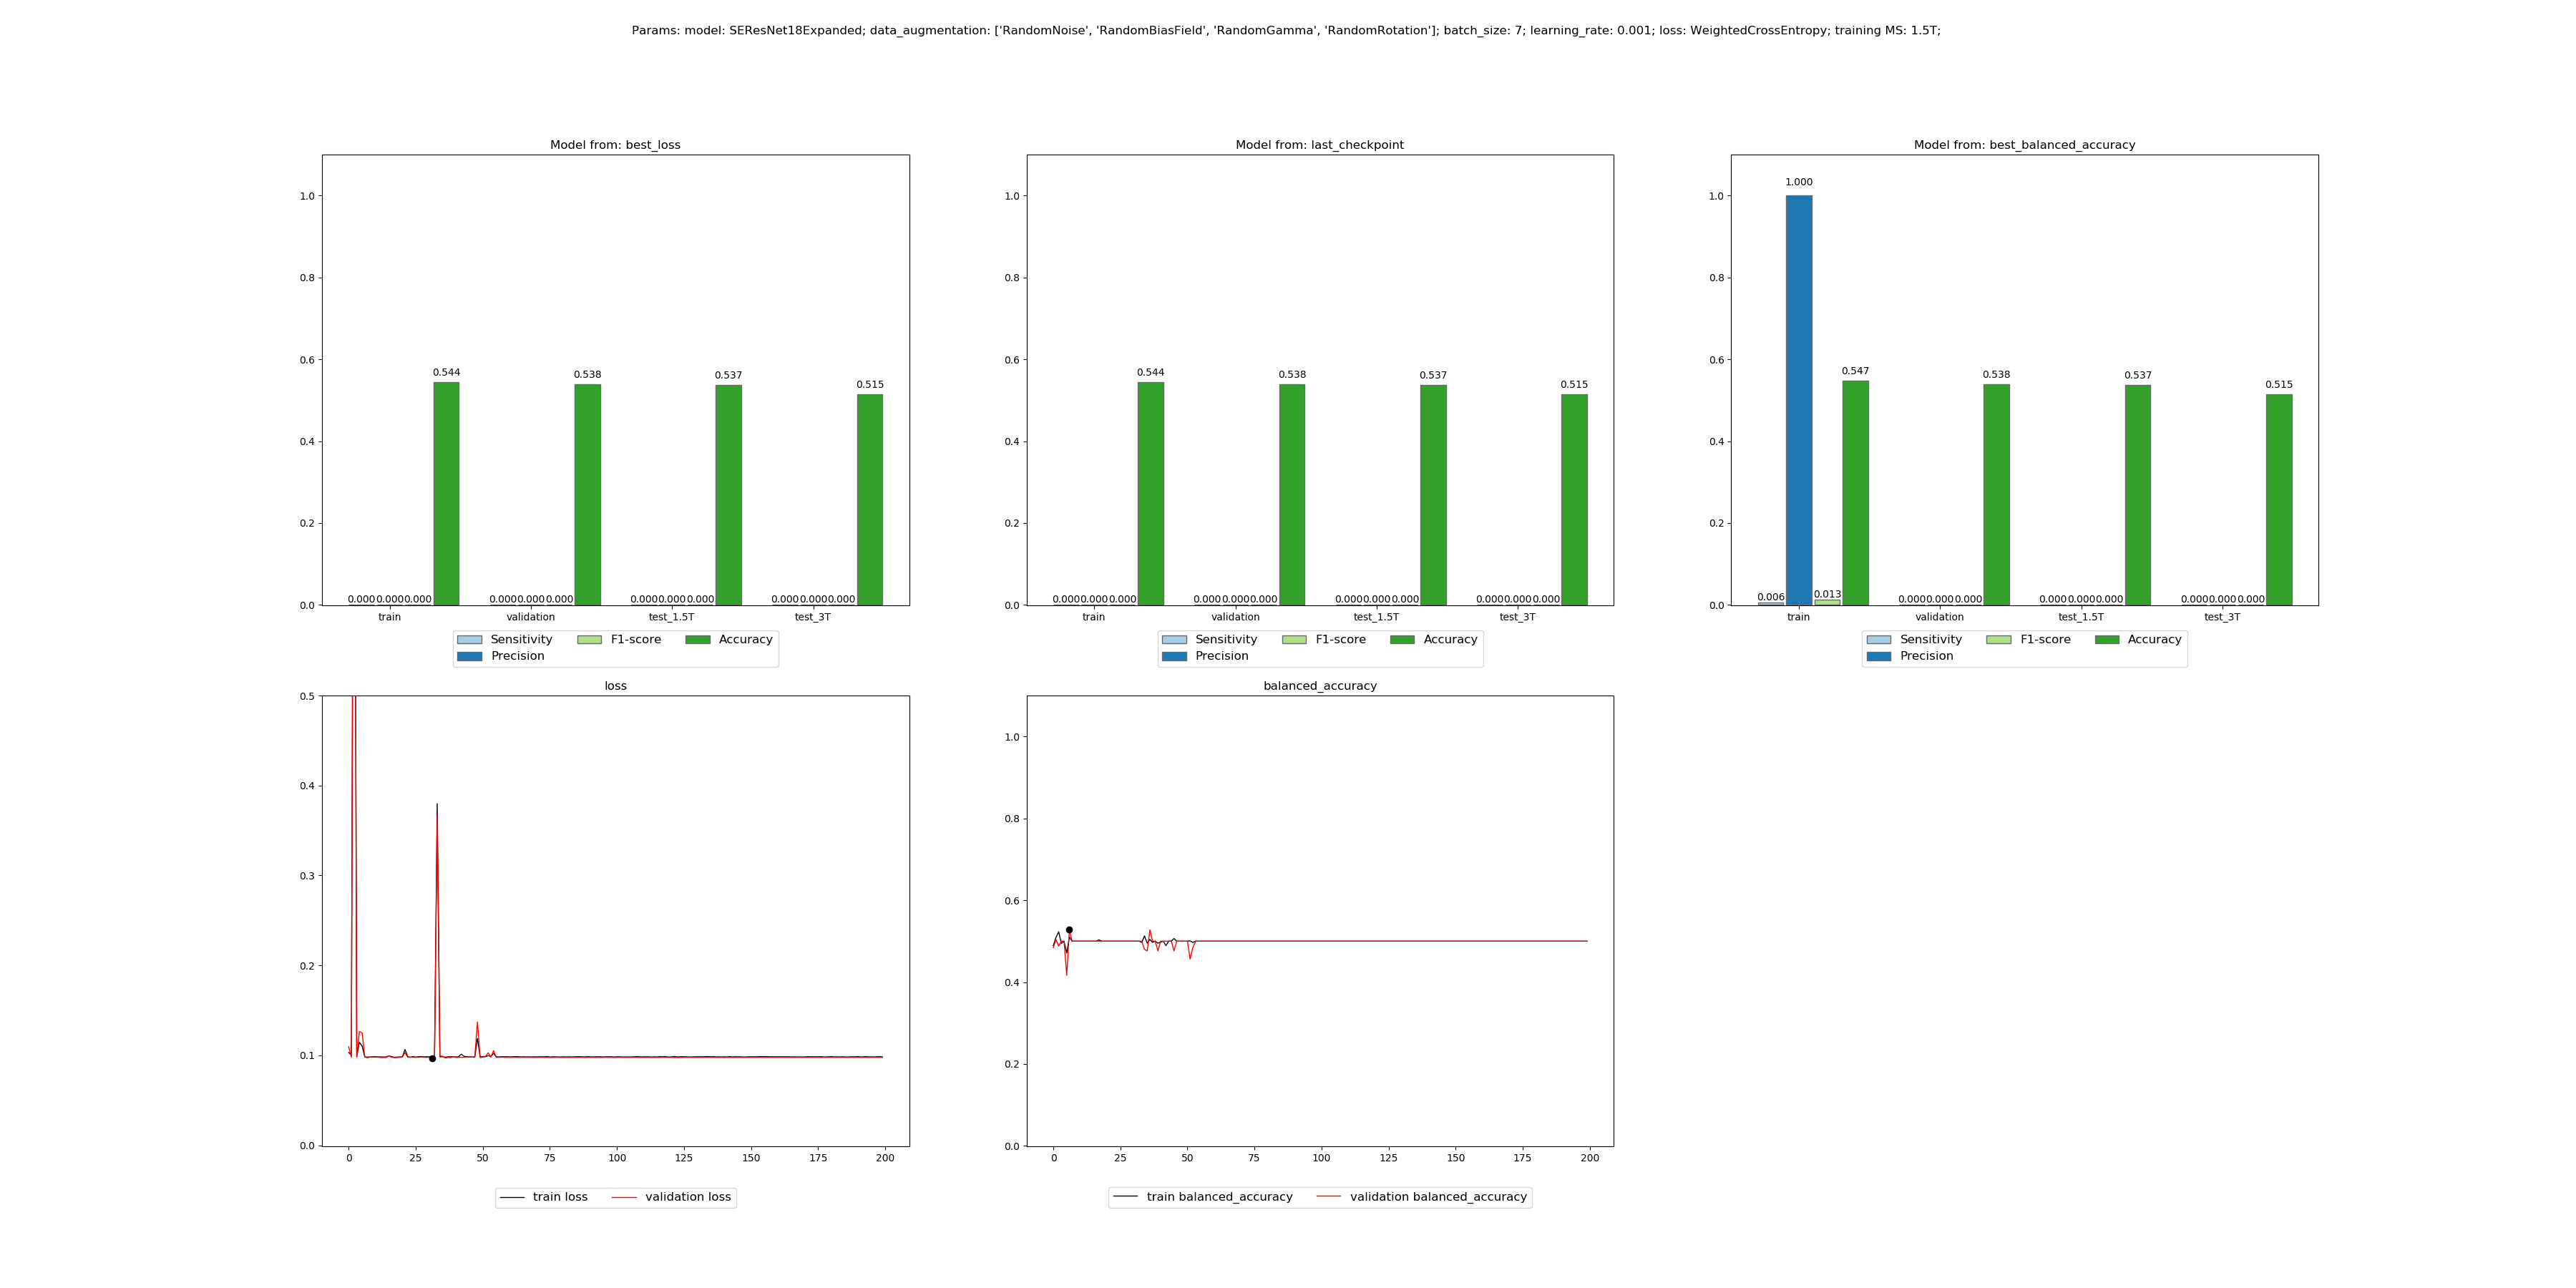 Params: model: SEResNet18Expanded; data_augmentation: ['RandomNoise', 'RandomBiasField', 'RandomGamma', 'RandomRotation']; batch_size: 7; learning_rate: 0.001; loss: WeightedCrossEntropy; training MS: 1.5T;
Model from: best_loss
1.0
0.8
0.6
0.4
0.2
0.0
0.000 0.000 0.000 0.544
0.000 0.000 0.000 0.538
0.000 0.000 0.000 0.537
0.000 0.000 0.000 0.515
train validation test_1.5T test_3T
Sensitivity F1-score Accuracy
Precision
Model from: last_checkpoint
1.0
0.8
0.6
0.4
0.2
0.0
0.000 0.000 0.000 0.544
0.000 0.000 0.000 0.538
0.000 0.000 0.000 0.537
0.000 0.000 0.000 0.515
train validation test_1.5T test_3T
Sensitivity F1-score Accuracy
Precision
Model from: best_balanced_accuracy
1.0
0.8
0.6
0.4
0.2
0.0
0.006 1.000 0.013 0.547
0.000 0.000 0.000 0.538
0.000 0.000 0.000 0.537
0.000 0.000 0.000 0.515
train validation test_1.5T test_3T
Sensitivity F1-score Accuracy
Precision
loss
0.5
0.4
0.3
0.2
0.1
0.0
0 25 50 75 100 125 150 175 200
train loss validation loss
balanced_accuracy
1.0
0.8
0.6
0.4
0.2
0.0
0 25 50 75 100 125 150 175 200
train balanced_accuracy validation balanced_accuracy